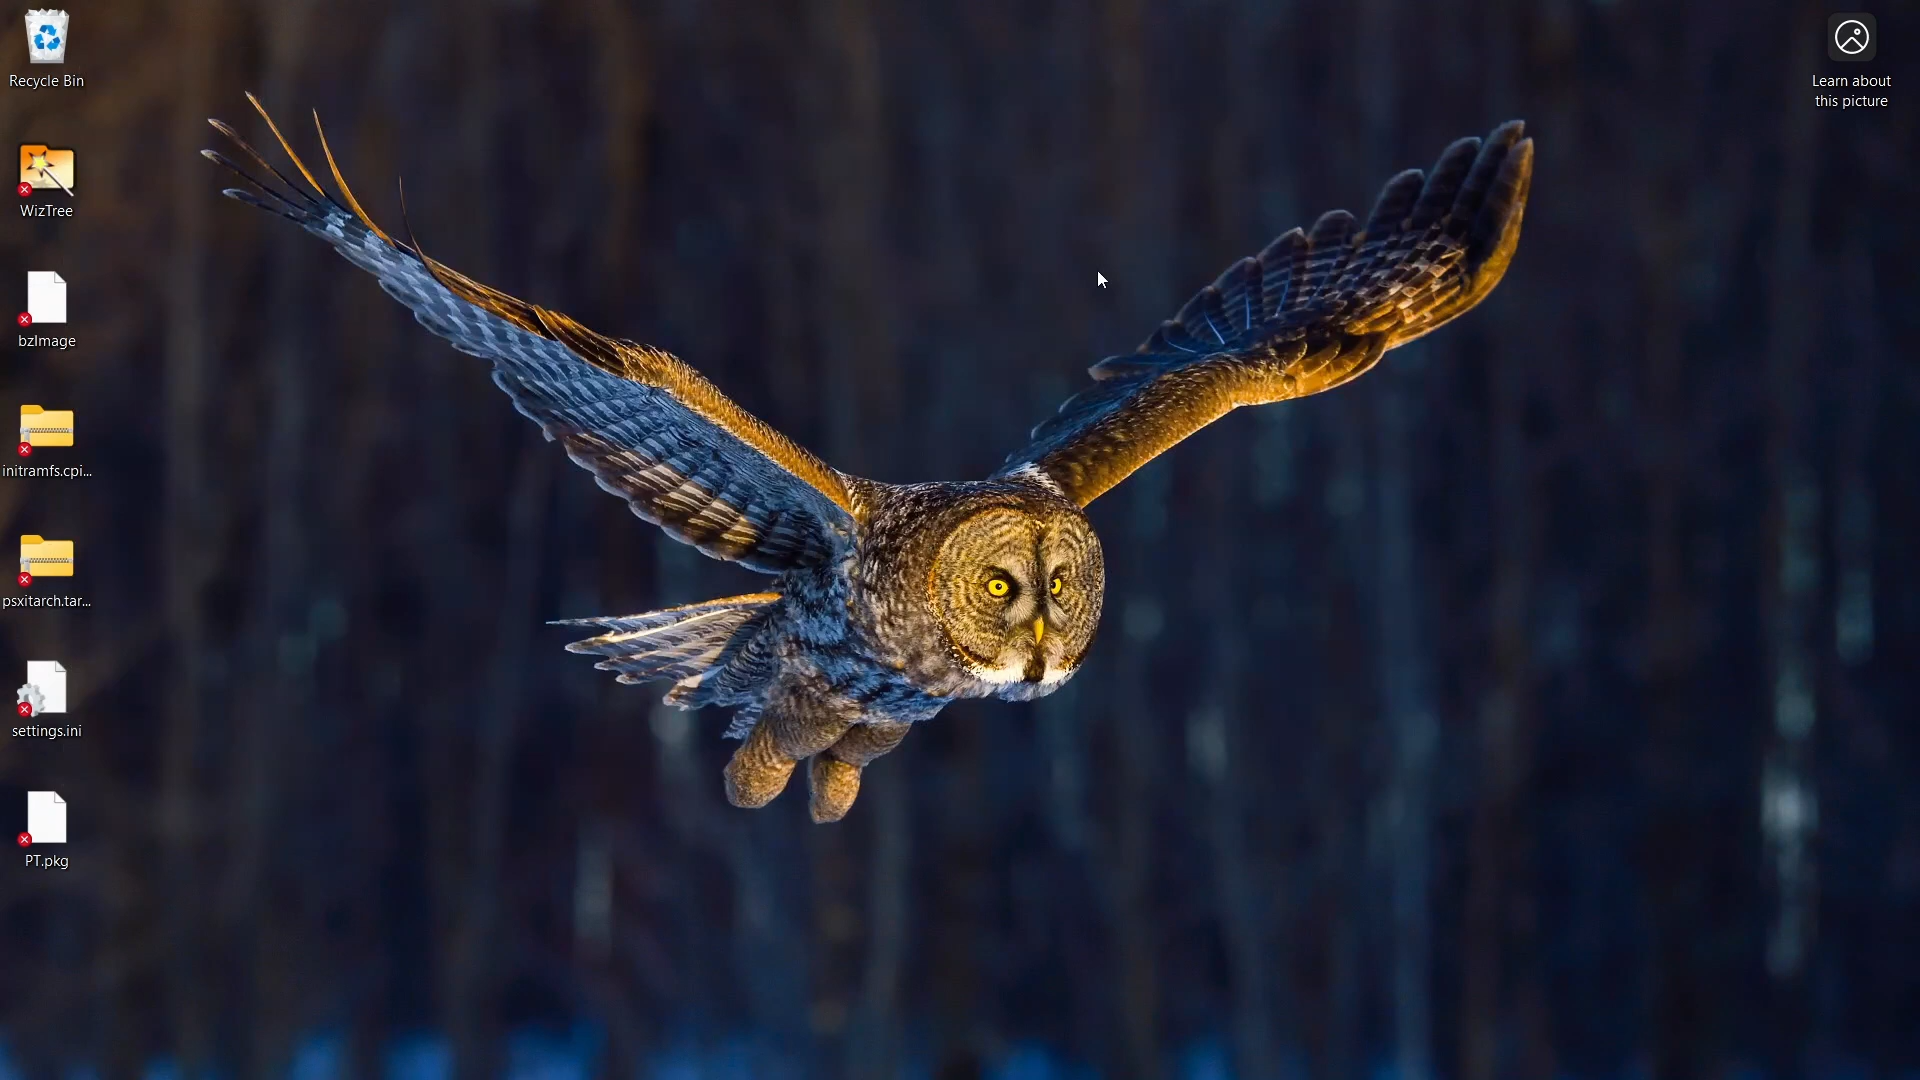 Recycle Bin
WizTree
bzImage
initramfs.cpi...
psxitarch.tar...
settings.ini
PT.pkg
Learn about
this picture